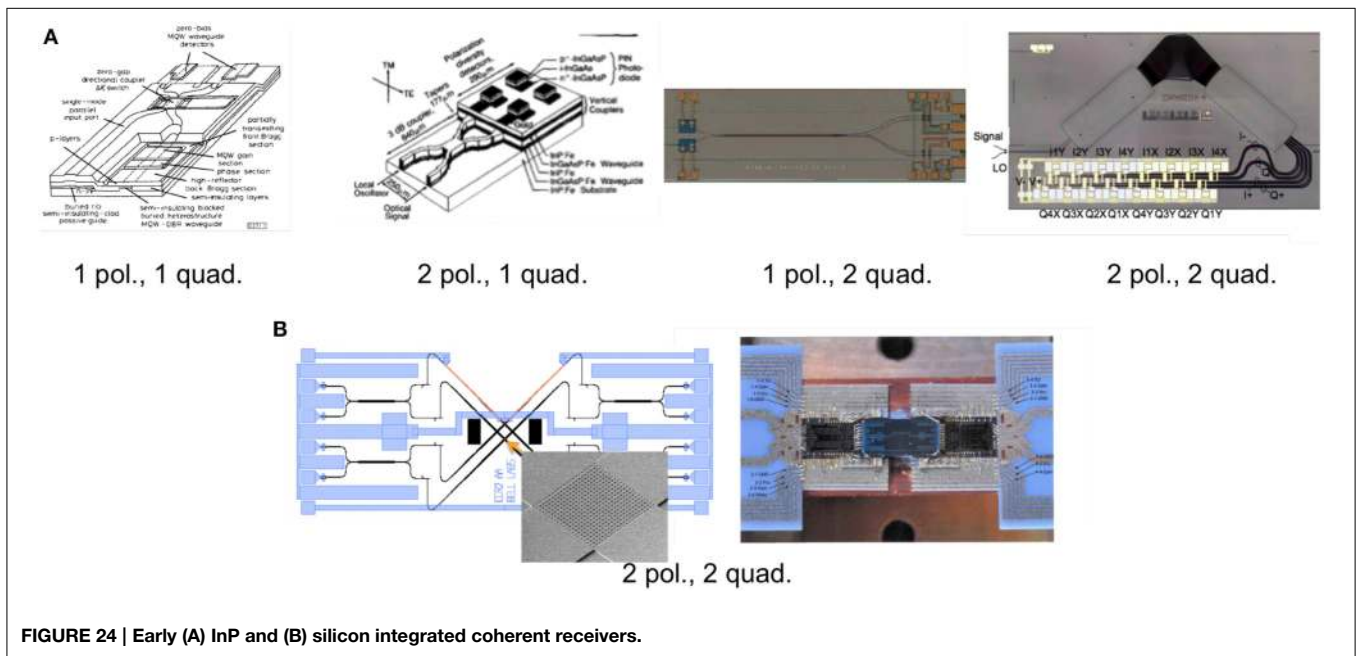 A
zero-bias
MQW waveguide
detectors
zero-gap
directional coupler
ΔK switch
single-mode
parallel
input port
p-layers
partially
transmitting
front Bragg
section
MQW gain
section
phase section
high-reflector
back Bragg section
semi-insulating layers
buried rib
semi-insulating-clad
passive guide
semi-insulating blocked
buried heterostructure
MQW-DBR waveguide
1 pol., 1 quad.
TM
TE
Polarization
diversity
detectors,
Tapers
3 dB coupler,
Local
Oscillator
Optical
Signal
p⁺-InGaAsP
i-InGaAs
n⁺-InGaAsP
PIN
Photo-
diode
Vertical
Couplers
InP:Fe
InGaAsP:Fe Waveguide
InP:Fe
InGaAsP:Fe Waveguide
InP:Fe Substrate
2 pol., 1 quad.
1 pol., 2 quad.
Signal
LO
I1Y I2Y I3Y I4Y I1X I2X I3X I4X
V- V+
I-
Q-
I+
Q+
Q4X Q3X Q2X Q1X Q4Y Q3Y Q2Y Q1Y
2 pol., 2 quad.
B
2 pol., 2 quad.
FIGURE 24 | Early (A) InP and (B) silicon integrated coherent receivers.